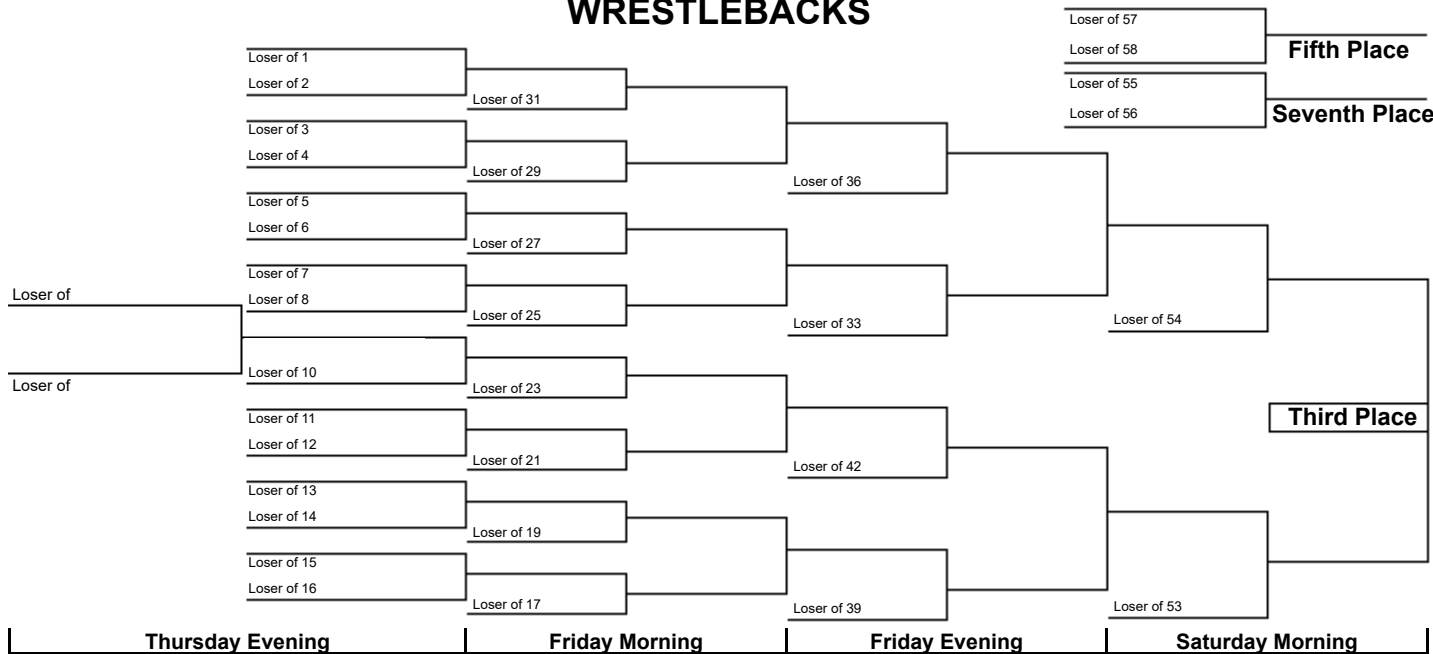 WRESTLEBACKS
Loser of 57
Loser of 58
Fifth Place
Loser of 55
Loser of 56
Seventh Place
Loser of
Loser of
Loser of 1
Loser of 2
Loser of 3
Loser of 4
Loser of 5
Loser of 6
Loser of 7
Loser of 8
Loser of 10
Loser of 11
Loser of 12
Loser of 13
Loser of 14
Loser of 15
Loser of 16
Loser of 31
Loser of 29
Loser of 27
Loser of 25
Loser of 23
Loser of 21
Loser of 19
Loser of 17
Loser of 36
Loser of 33
Loser of 42
Loser of 39
Loser of 54
Loser of 53
Third Place
Thursday Evening
Friday Morning
Friday Evening
Saturday Morning